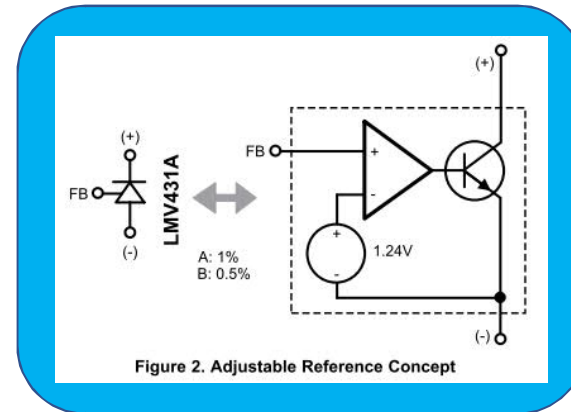 (+)
FB
(-)
LMV431A
A: 1%
B: 0.5%
(+)
FB
+
-
+
-
1.24V
(-)
Figure 2. Adjustable Reference Concept